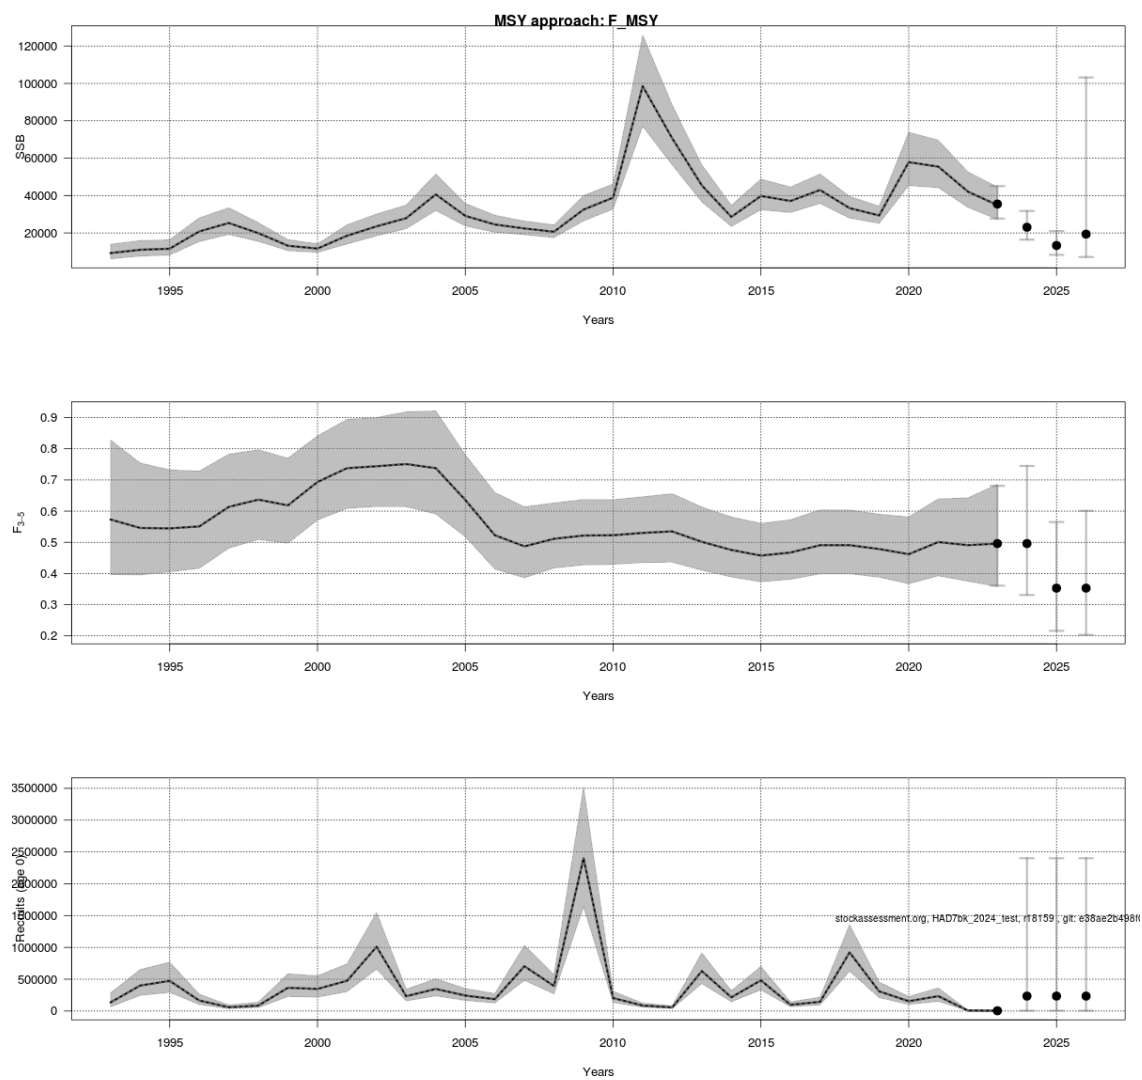 MSY approach: F_MSY
SSB
120000
100000
80000
60000
40000
20000
1995 2000 2005 2010 2015 2020 2025
Years
F3-5
0.9
0.8
0.7
0.6
0.5
0.4
0.3
0.2
1995 2000 2005 2010 2015 2020 2025
Years
Recruits (age 0)
3500000
3000000
2500000
2000000
1500000
1000000
500000
0
stockassessment.org, HAD7bk_2024_test, r18159 , git: e38ae2b498f
1995 2000 2005 2010 2015 2020 2025
Years